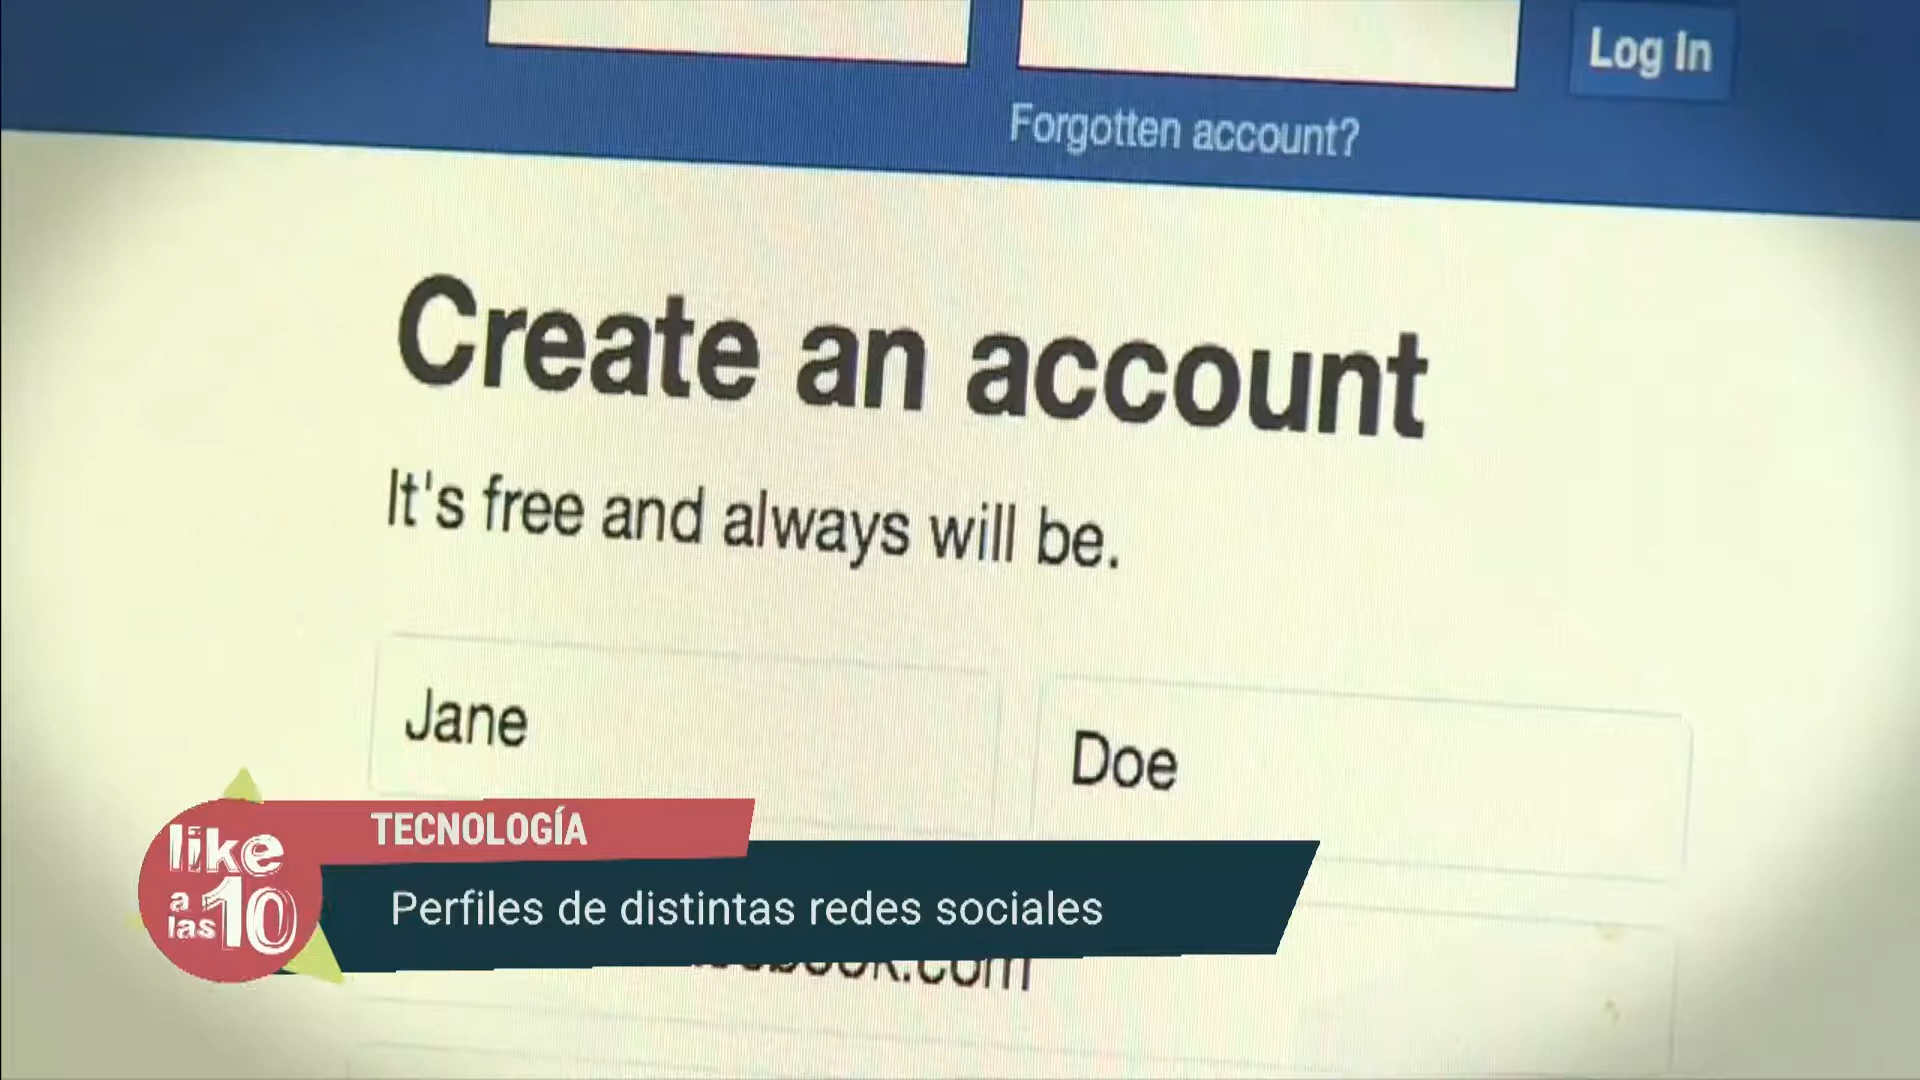 Log In
Forgotten account?
Create an account
It's free and always will be.
Jane
Doe
TECNOLOGÍA
like
a
las 10
Perfiles de distintas redes sociales